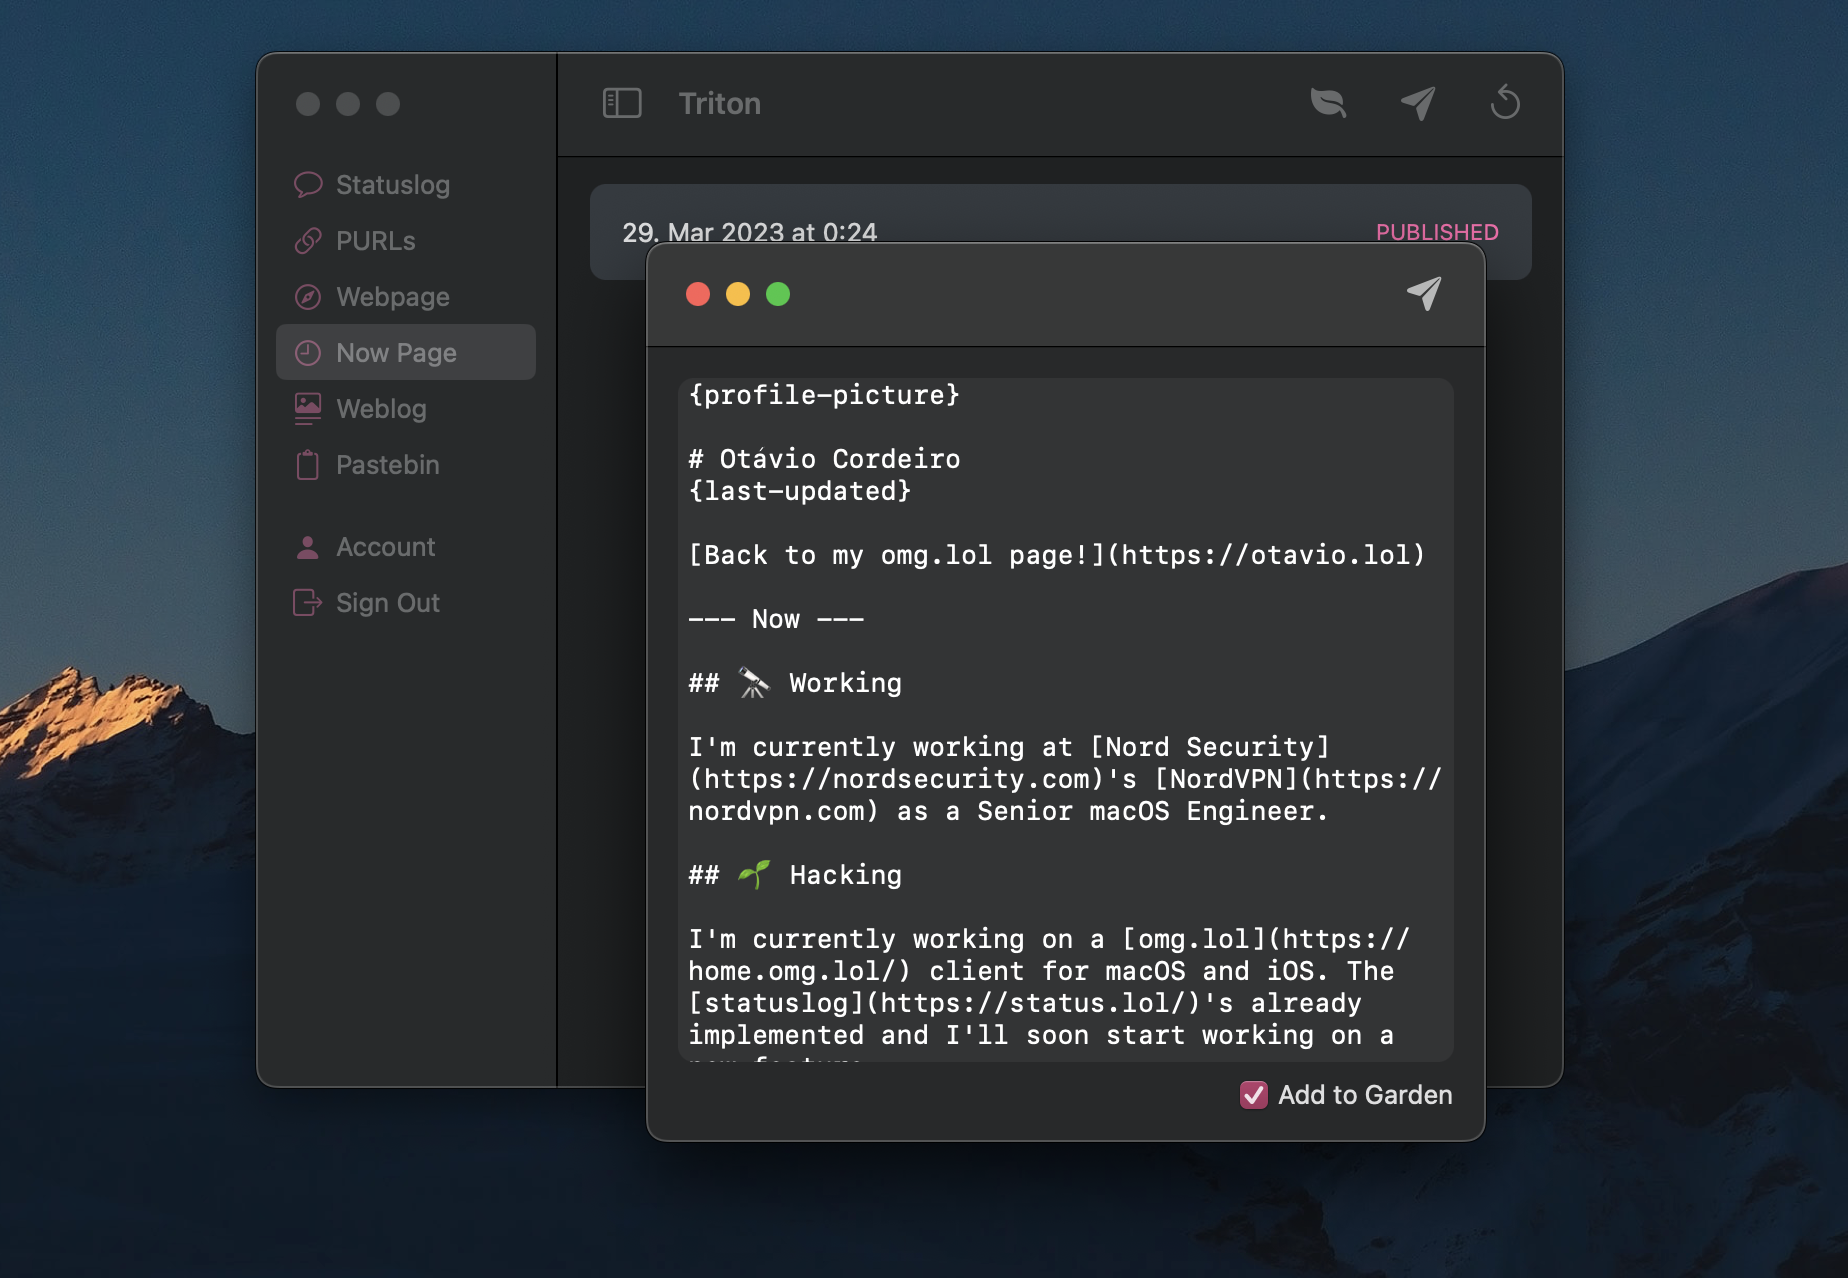 Triton
Statuslog
PURLs
Webpage
Now Page
Weblog
Pastebin
Account
Sign Out
29. Mar 2023 at 0:24
PUBLISHED
{profile-picture}
# Otávio Cordeiro
{last-updated}
[Back to my omg.lol page!](https://otavio.lol)
--- Now ---
## 🔭 Working
I'm currently working at [Nord Security]
(https://nordsecurity.com)'s [NordVPN](https://
nordvpn.com) as a Senior macOS Engineer.
## 🌱 Hacking
I'm currently working on a [omg.lol](https://
home.omg.lol/) client for macOS and iOS. The
[statuslog](https://status.lol/)'s already
implemented and I'll soon start working on a
Add to Garden